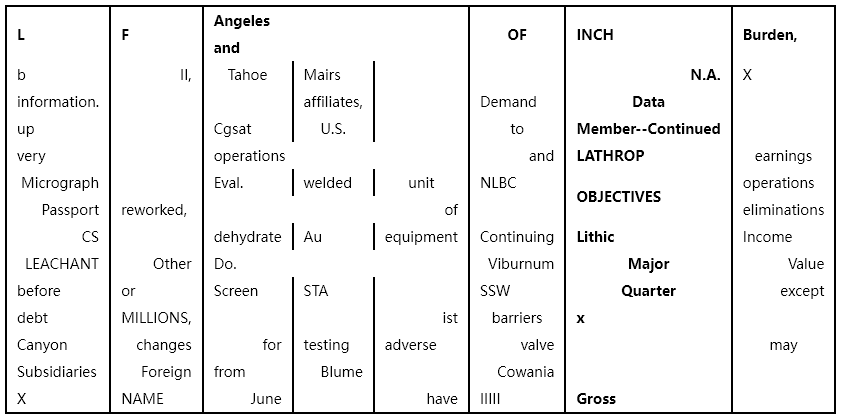 L F Angeles and OF INCH Burden,
b II, Tahoe Mairs N.A. X
information. affiliates, Demand Data
up Cgsat U.S. to Member--Continued
very operations and LATHROP earnings
Micrograph Eval. welded unit NLBC OBJECTIVES operations
Passport reworked, of eliminations
CS dehydrate Au equipment Continuing Lithic Income
LEACHANT Other Do. Viburnum Major Value
before or Screen STA SSW Quarter except
debt MILLIONS, ist barriers x
Canyon changes for testing adverse valve may
Subsidiaries Foreign from Blume Cowania
X NAME June have IIIII Gross